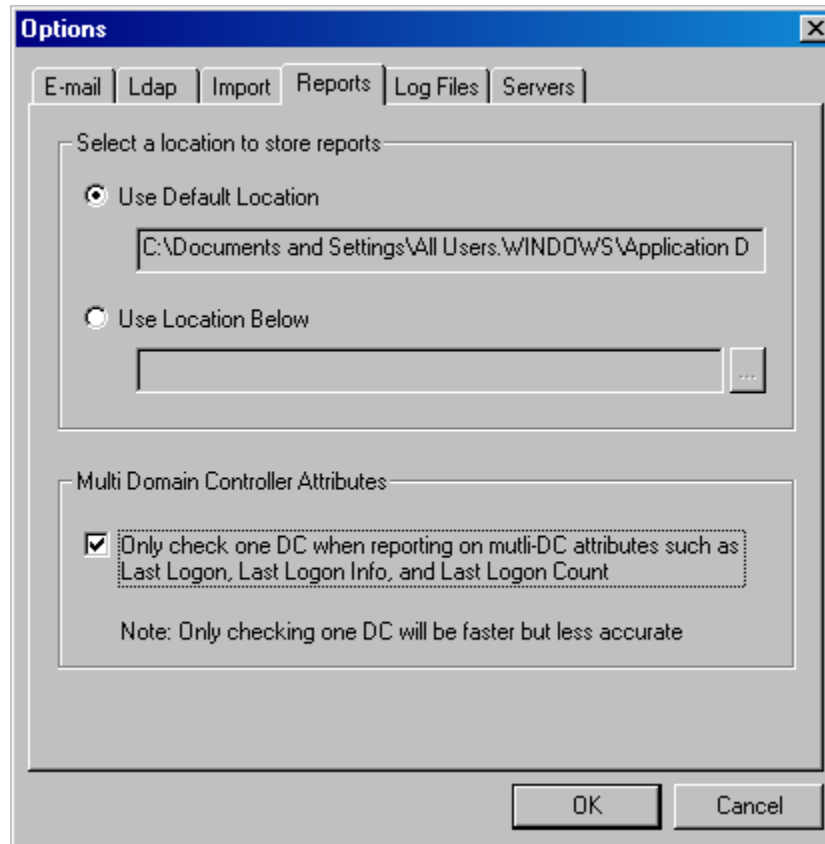 Options
E-mail Ldap Import Reports Log Files Servers
Select a location to store reports
Use Default Location
C:\Documents and Settings\All Users.WINDOWS\Application D
Use Location Below
...
Multi Domain Controller Attributes
Only check one DC when reporting on mutli-DC attributes such as
Last Logon, Last Logon Info, and Last Logon Count
Note: Only checking one DC will be faster but less accurate
OK Cancel